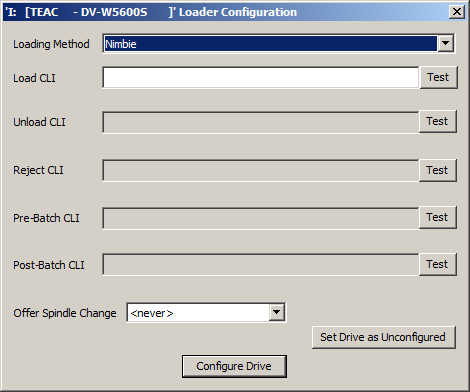 'I: [TEAC - DV-W5600S ]' Loader Configuration
Loading Method Nimbie
Load CLI Test
Unload CLI Test
Reject CLI Test
Pre-Batch CLI Test
Post-Batch CLI Test
Offer Spindle Change <never>
Set Drive as Unconfigured
Configure Drive